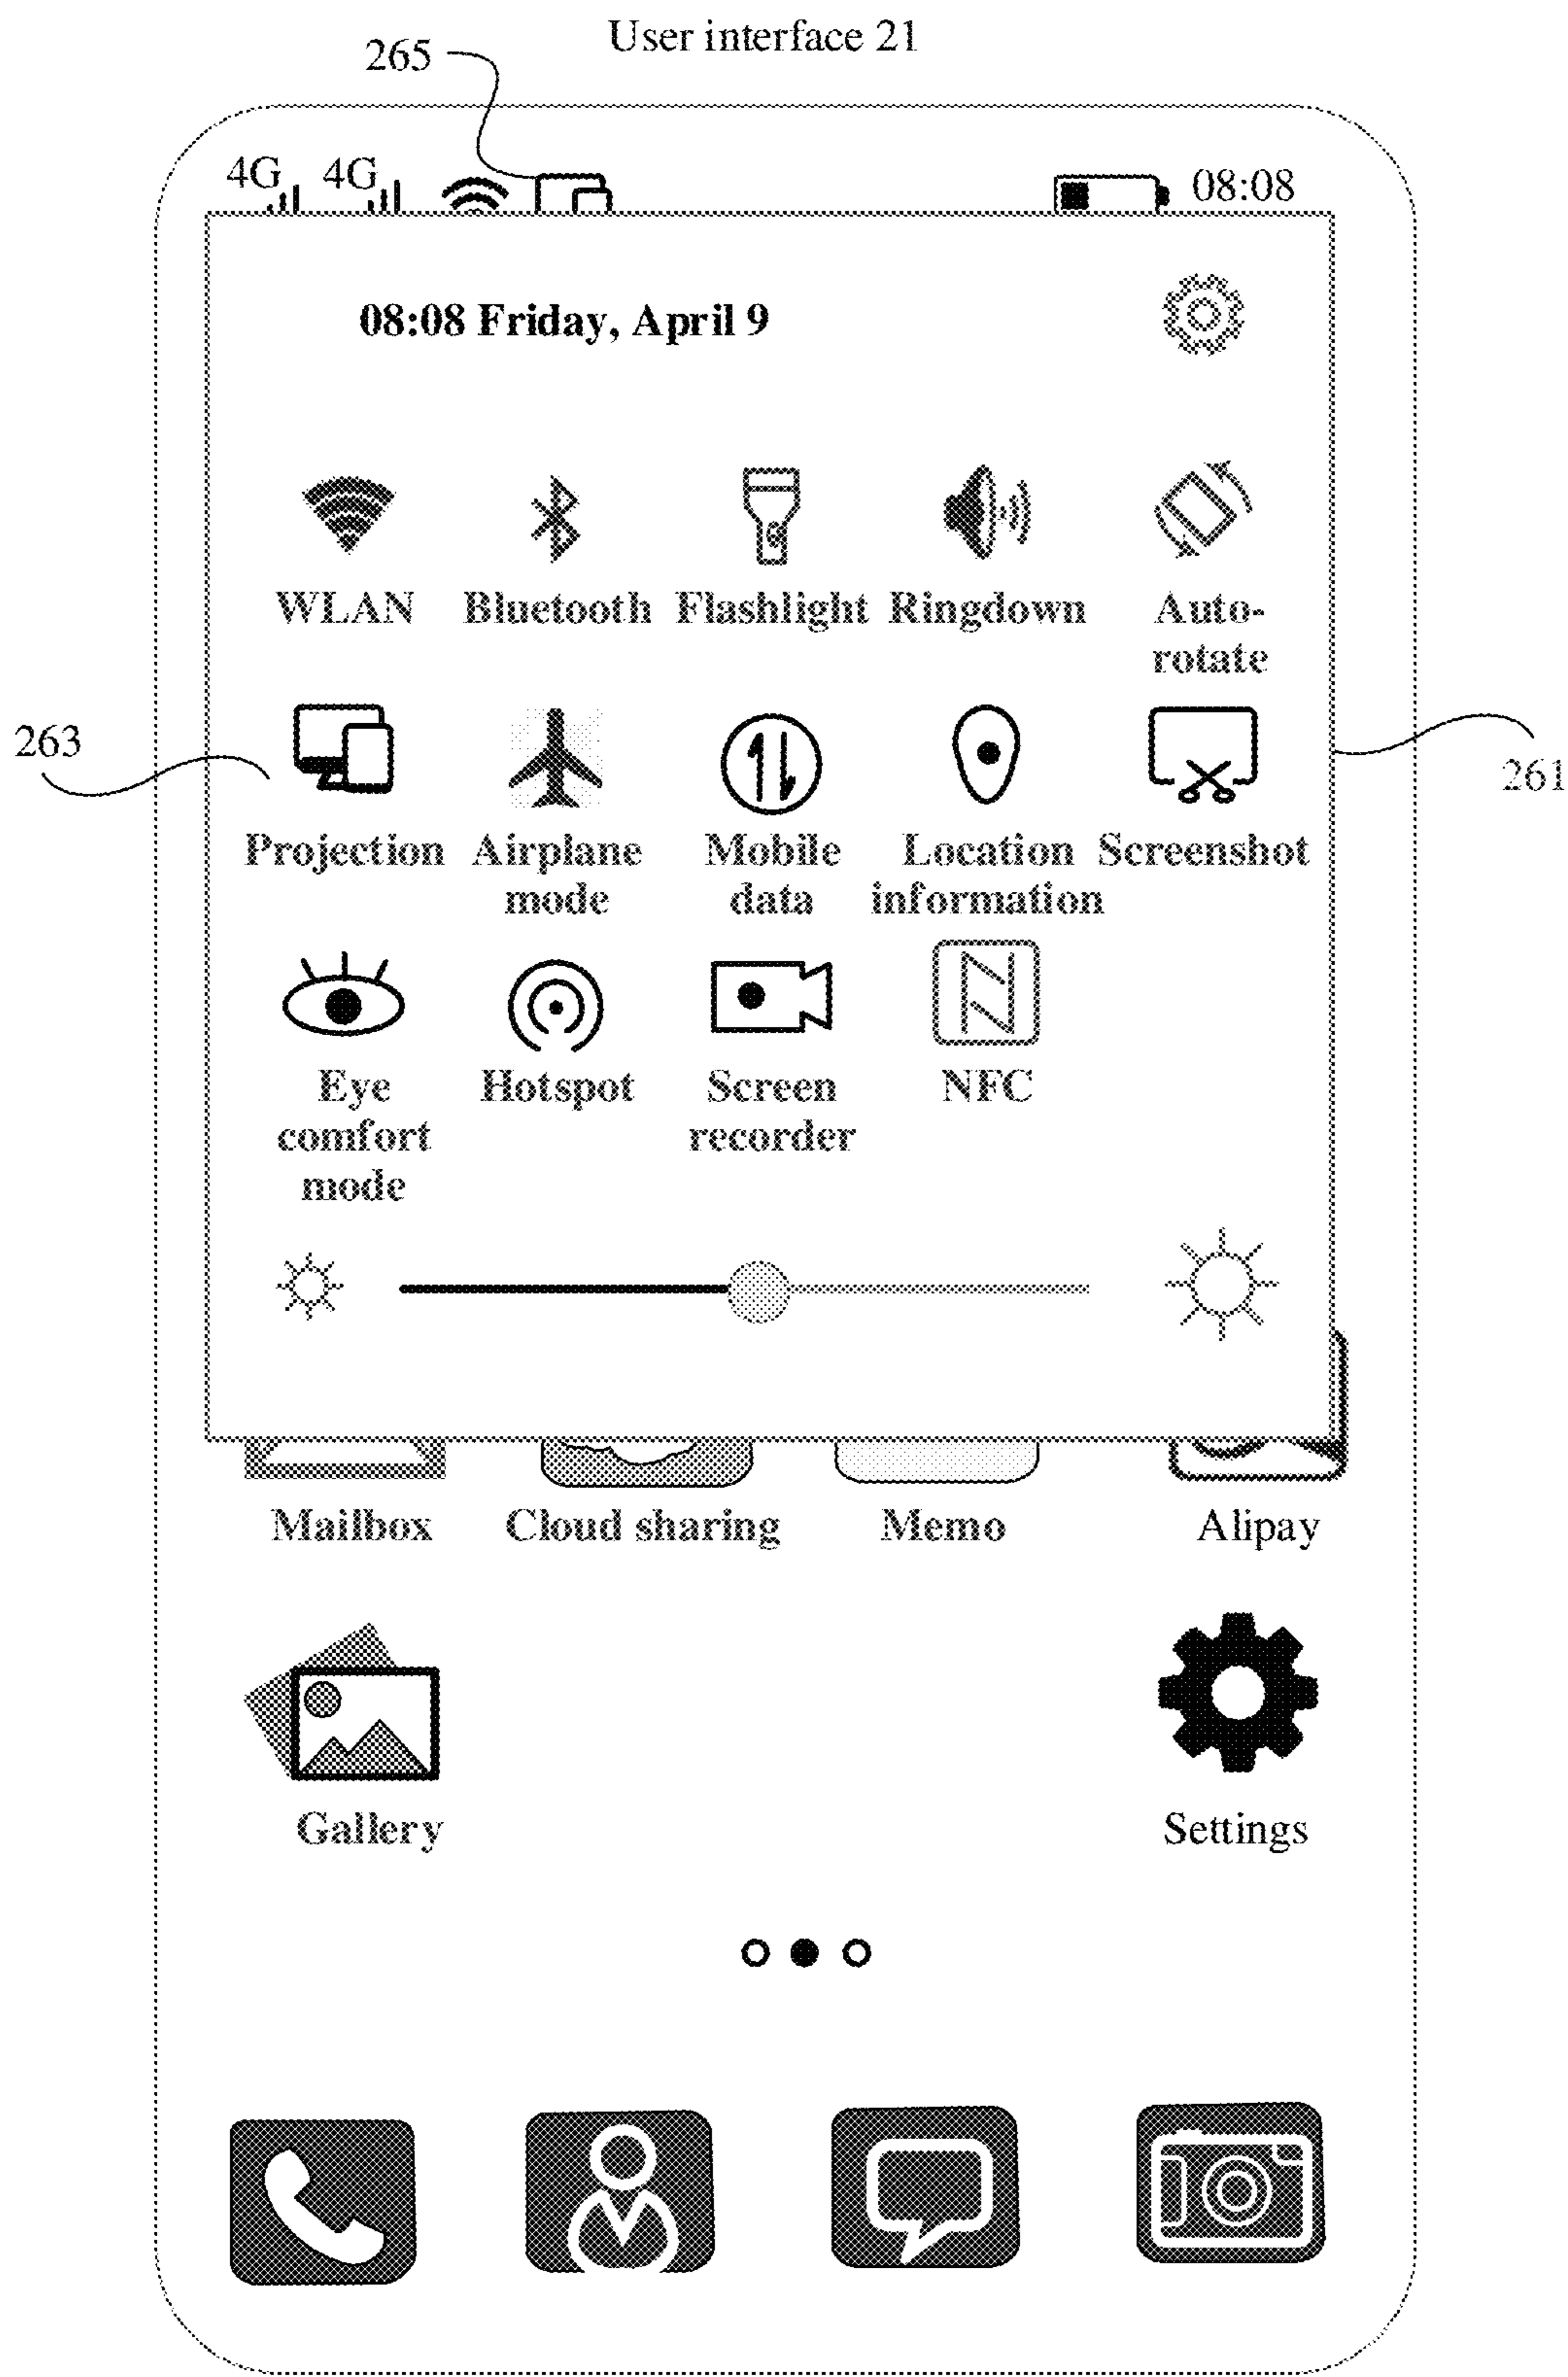 User interface 21
265
4G 4G 08:08
08:08 Friday, April 9
WLAN Bluetooth Flashlight Ringdown Auto-
rotate
263
261
Projection Airplane Mobile Location Screenshot
mode data information
Eye Hotspot Screen NFC
comfort recorder
mode
Mailbox Cloud sharing Memo Alipay
Gallery Settings